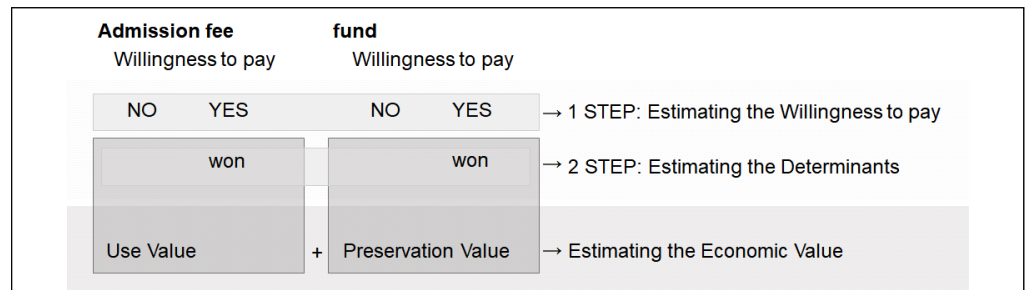 Admission fee fund
Willingness to pay Willingness to pay
NO YES NO YES → 1 STEP: Estimating the Willingness to pay
won won → 2 STEP: Estimating the Determinants
Use Value + Preservation Value → Estimating the Economic Value